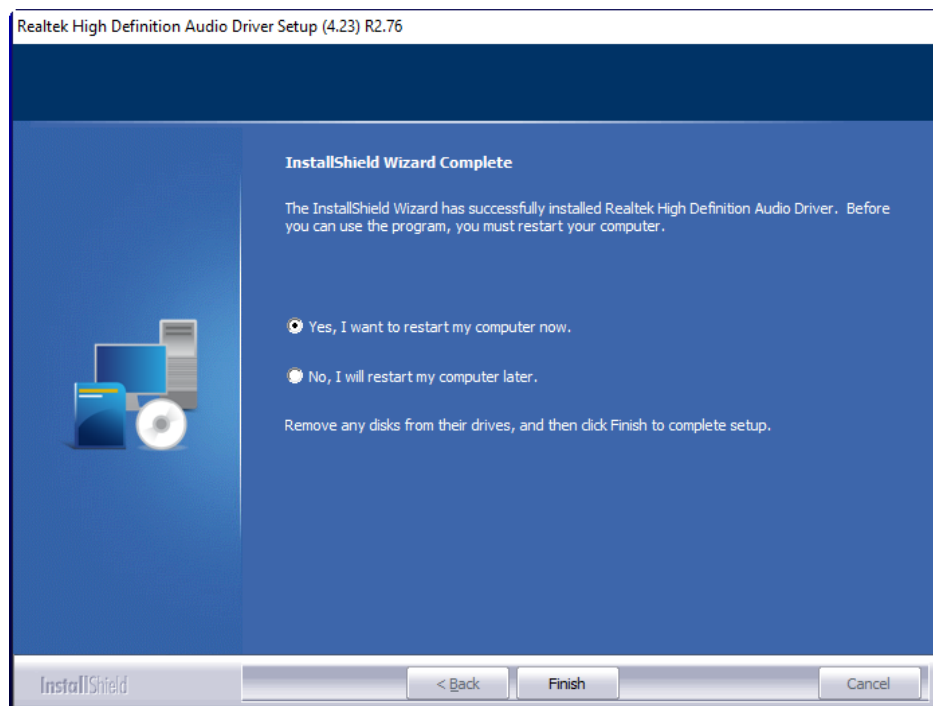 Realtek High Definition Audio Driver Setup (4.23) R2.76
InstallShield Wizard Complete
The InstallShield Wizard has successfully installed Realtek High Definition Audio Driver.  Before
you can use the program, you must restart your computer.
Yes, I want to restart my computer now.
No, I will restart my computer later.
Remove any disks from their drives, and then click Finish to complete setup.
InstallShield
< Back
Finish
Cancel